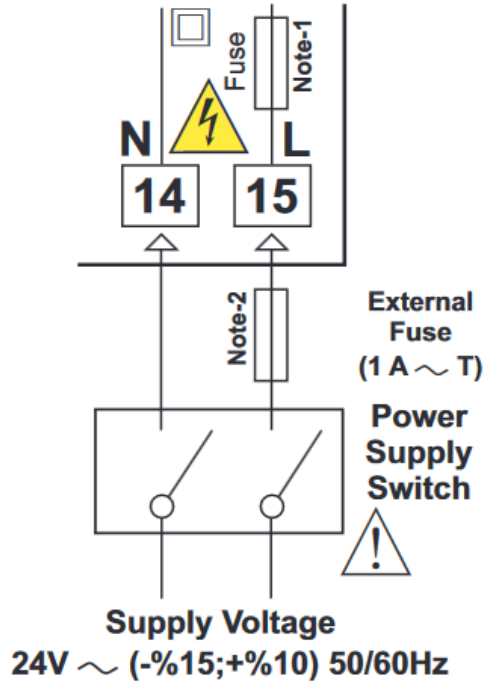 Fuse
Note-1
N
L
14
15
Note-2
External
Fuse
(1 A ~ T)
Power
Supply
Switch
!
Supply Voltage
24V ~ (-%15;+%10) 50/60Hz